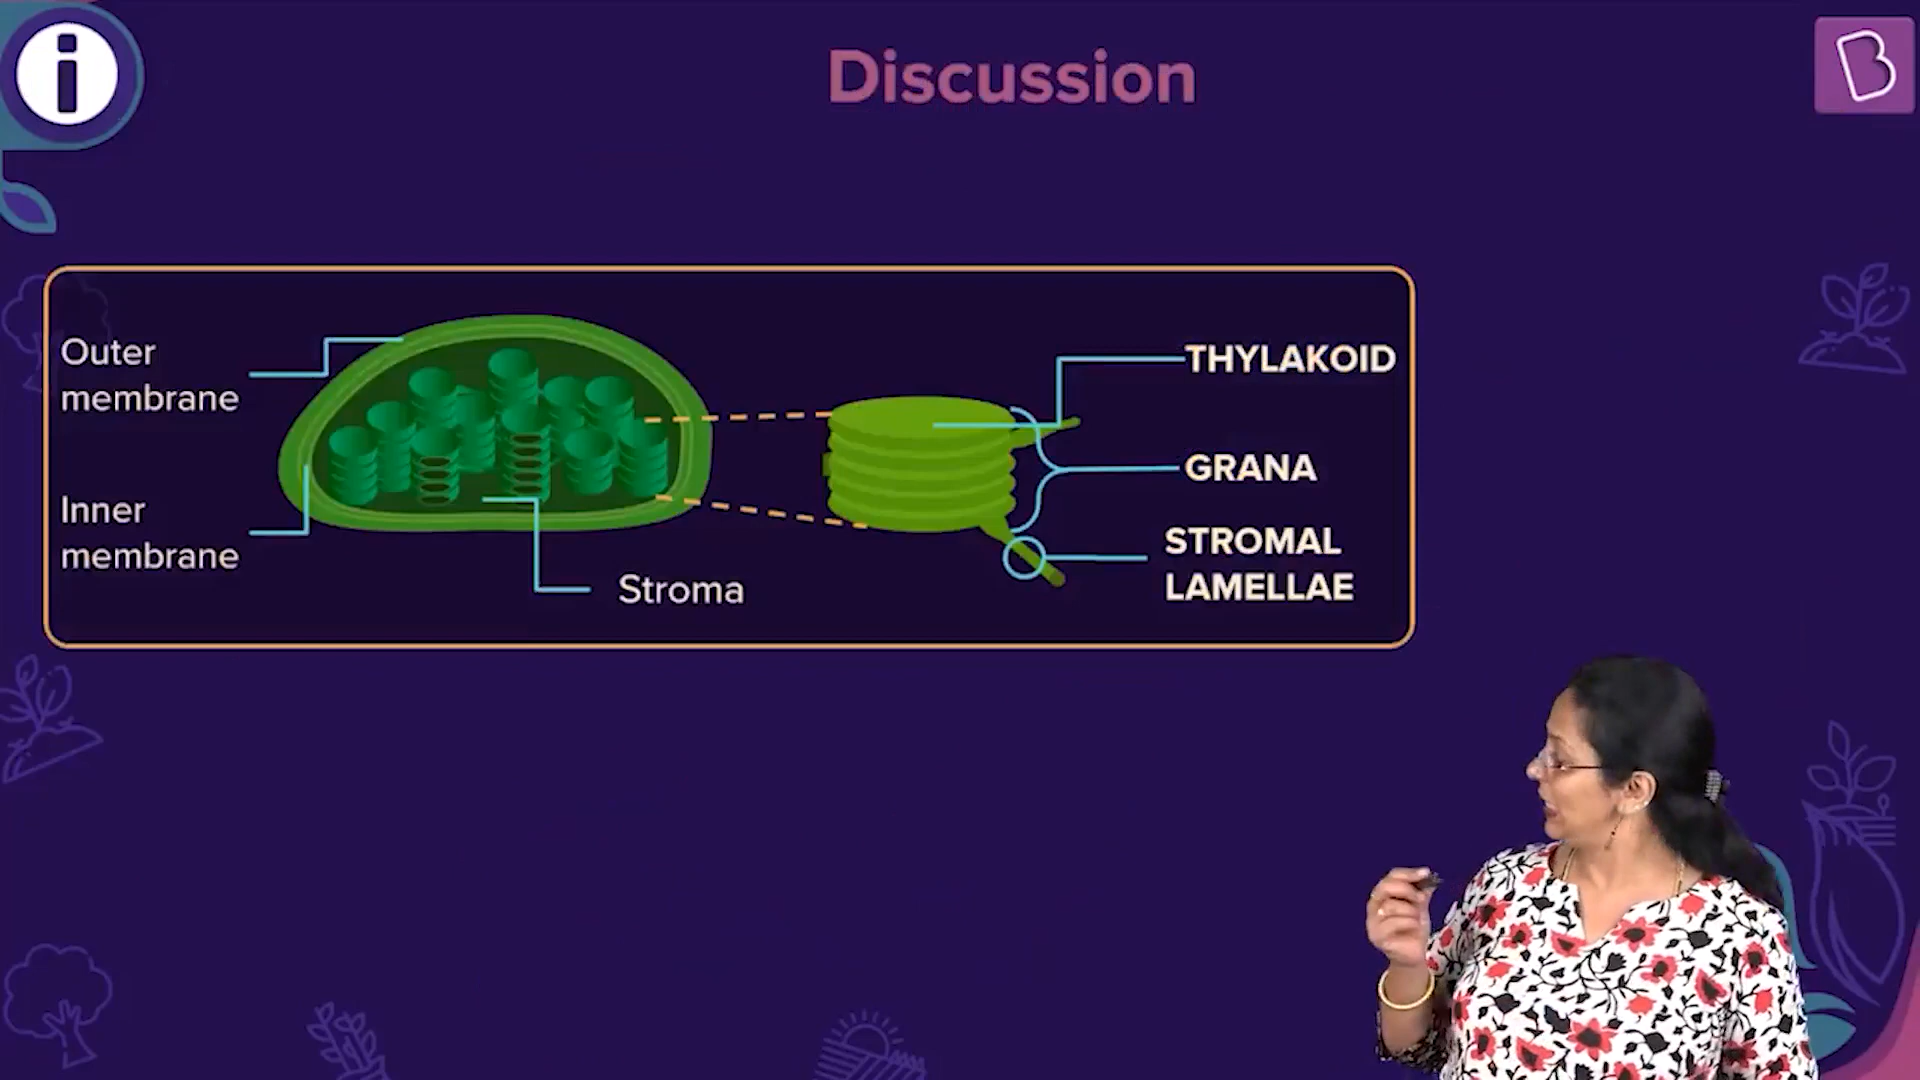 Discussion
Outer
membrane
Inner
membrane
Stroma
THYLAKOID
GRANA
STROMAL
LAMELLAE